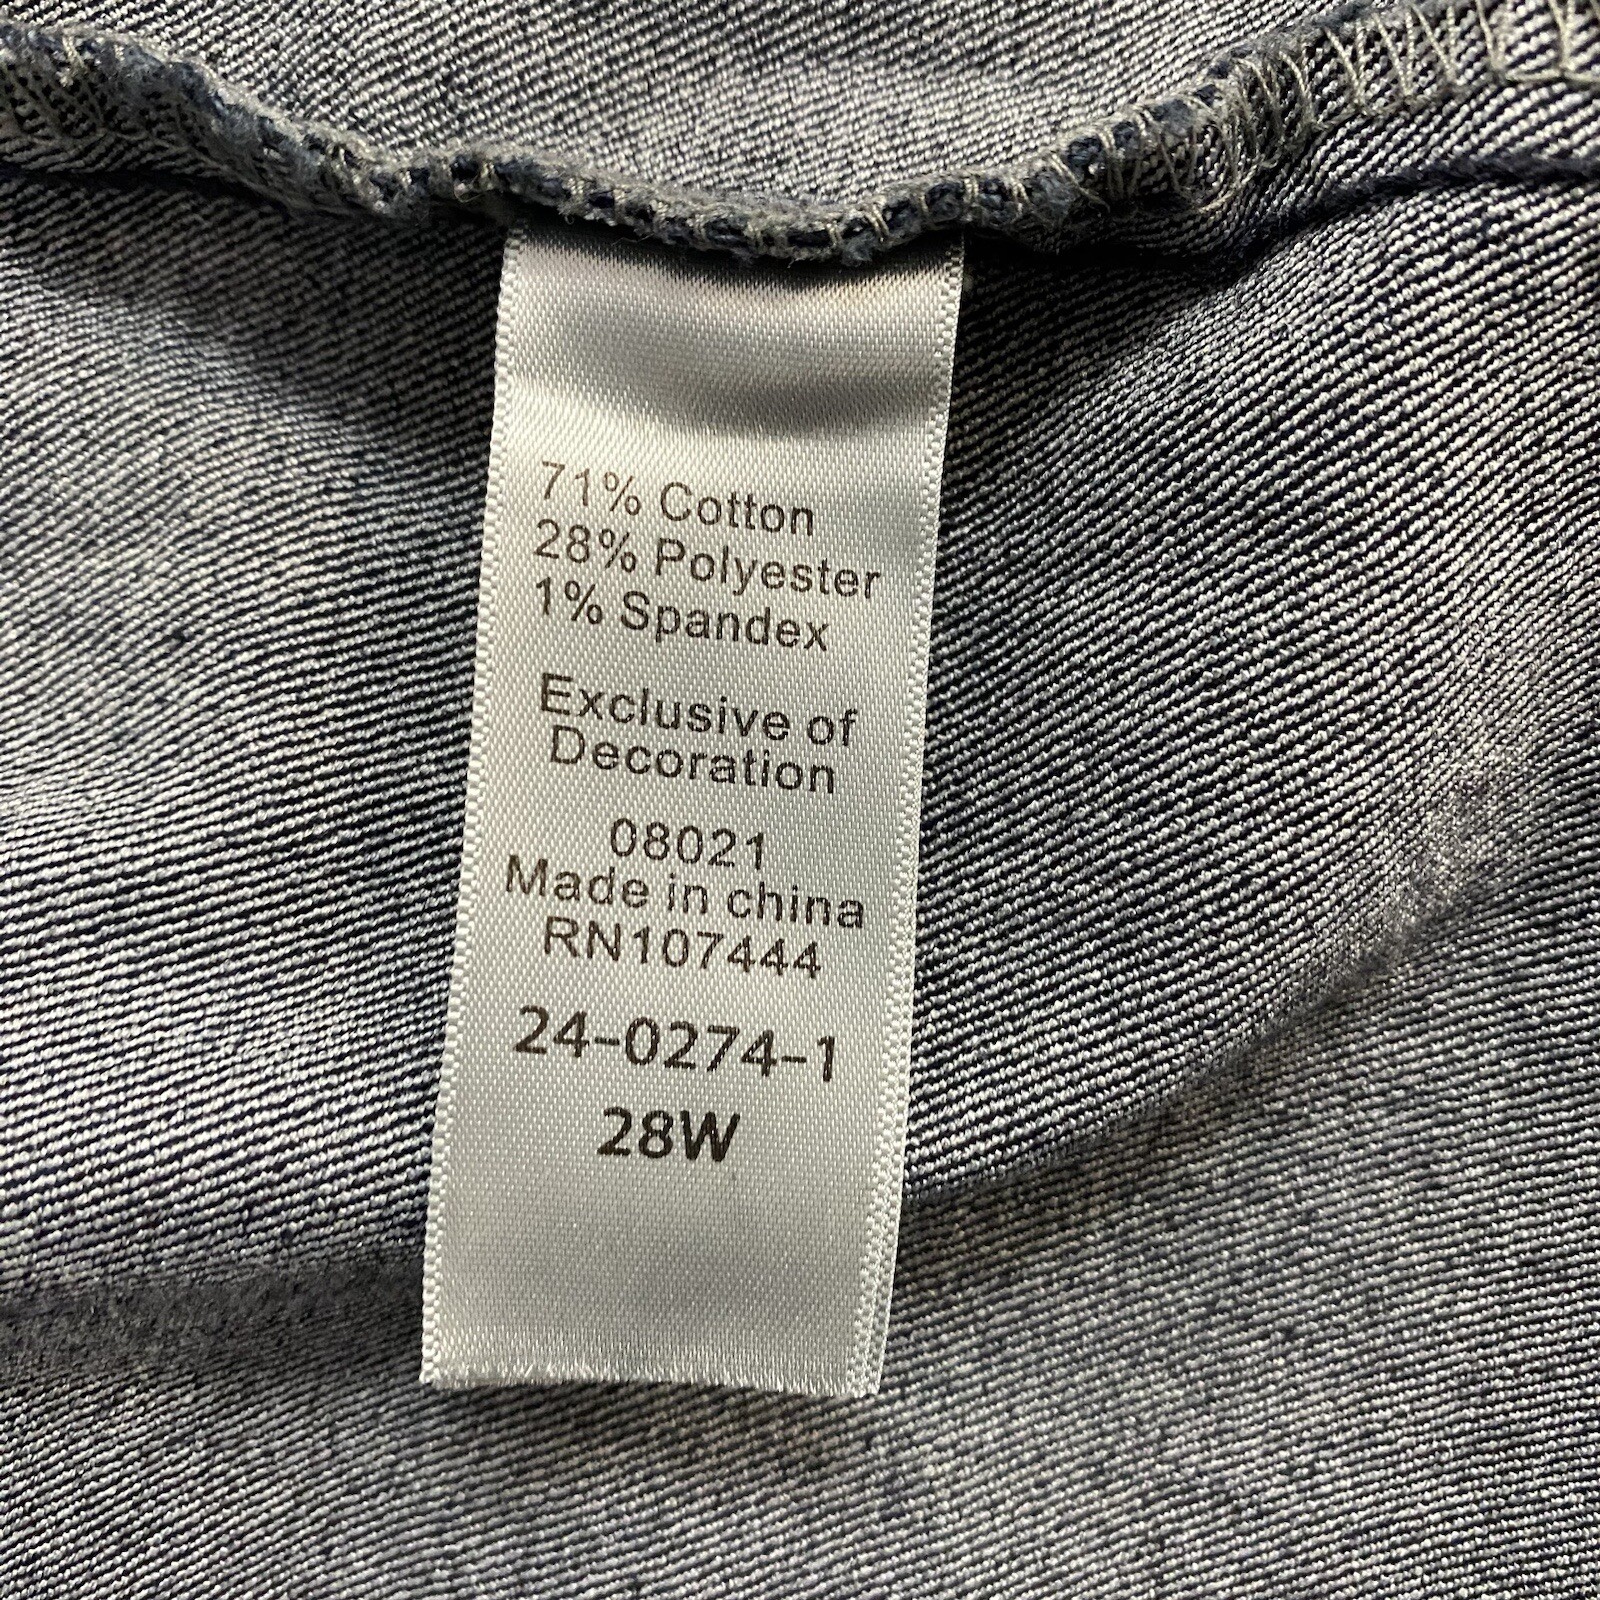 71% Cotton
28% Polyester
1% Spandex
Exclusive of
Decoration
08021
Made in china
RN107444
24-0274-1
28W